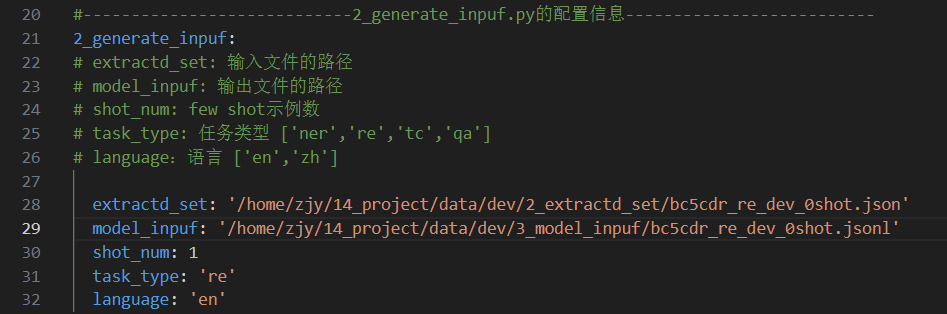 20 #----------------------------2_generate_inpuf.py的配置信息--------------------------
21 2_generate_inpuf:
22 # extractd_set: 输入文件的路径
23 # model_inpuf: 输出文件的路径
24 # shot_num: few shot示例数
25 # task_type: 任务类型 ['ner','re','tc','qa']
26 # language：语言 ['en','zh']
27
28 extractd_set: '/home/zjy/14_project/data/dev/2_extractd_set/bc5cdr_re_dev_0shot.json'
29 model_inpuf: '/home/zjy/14_project/data/dev/3_model_inpuf/bc5cdr_re_dev_0shot.jsonl'
30 shot_num: 1
31 task_type: 're'
32 language: 'en'